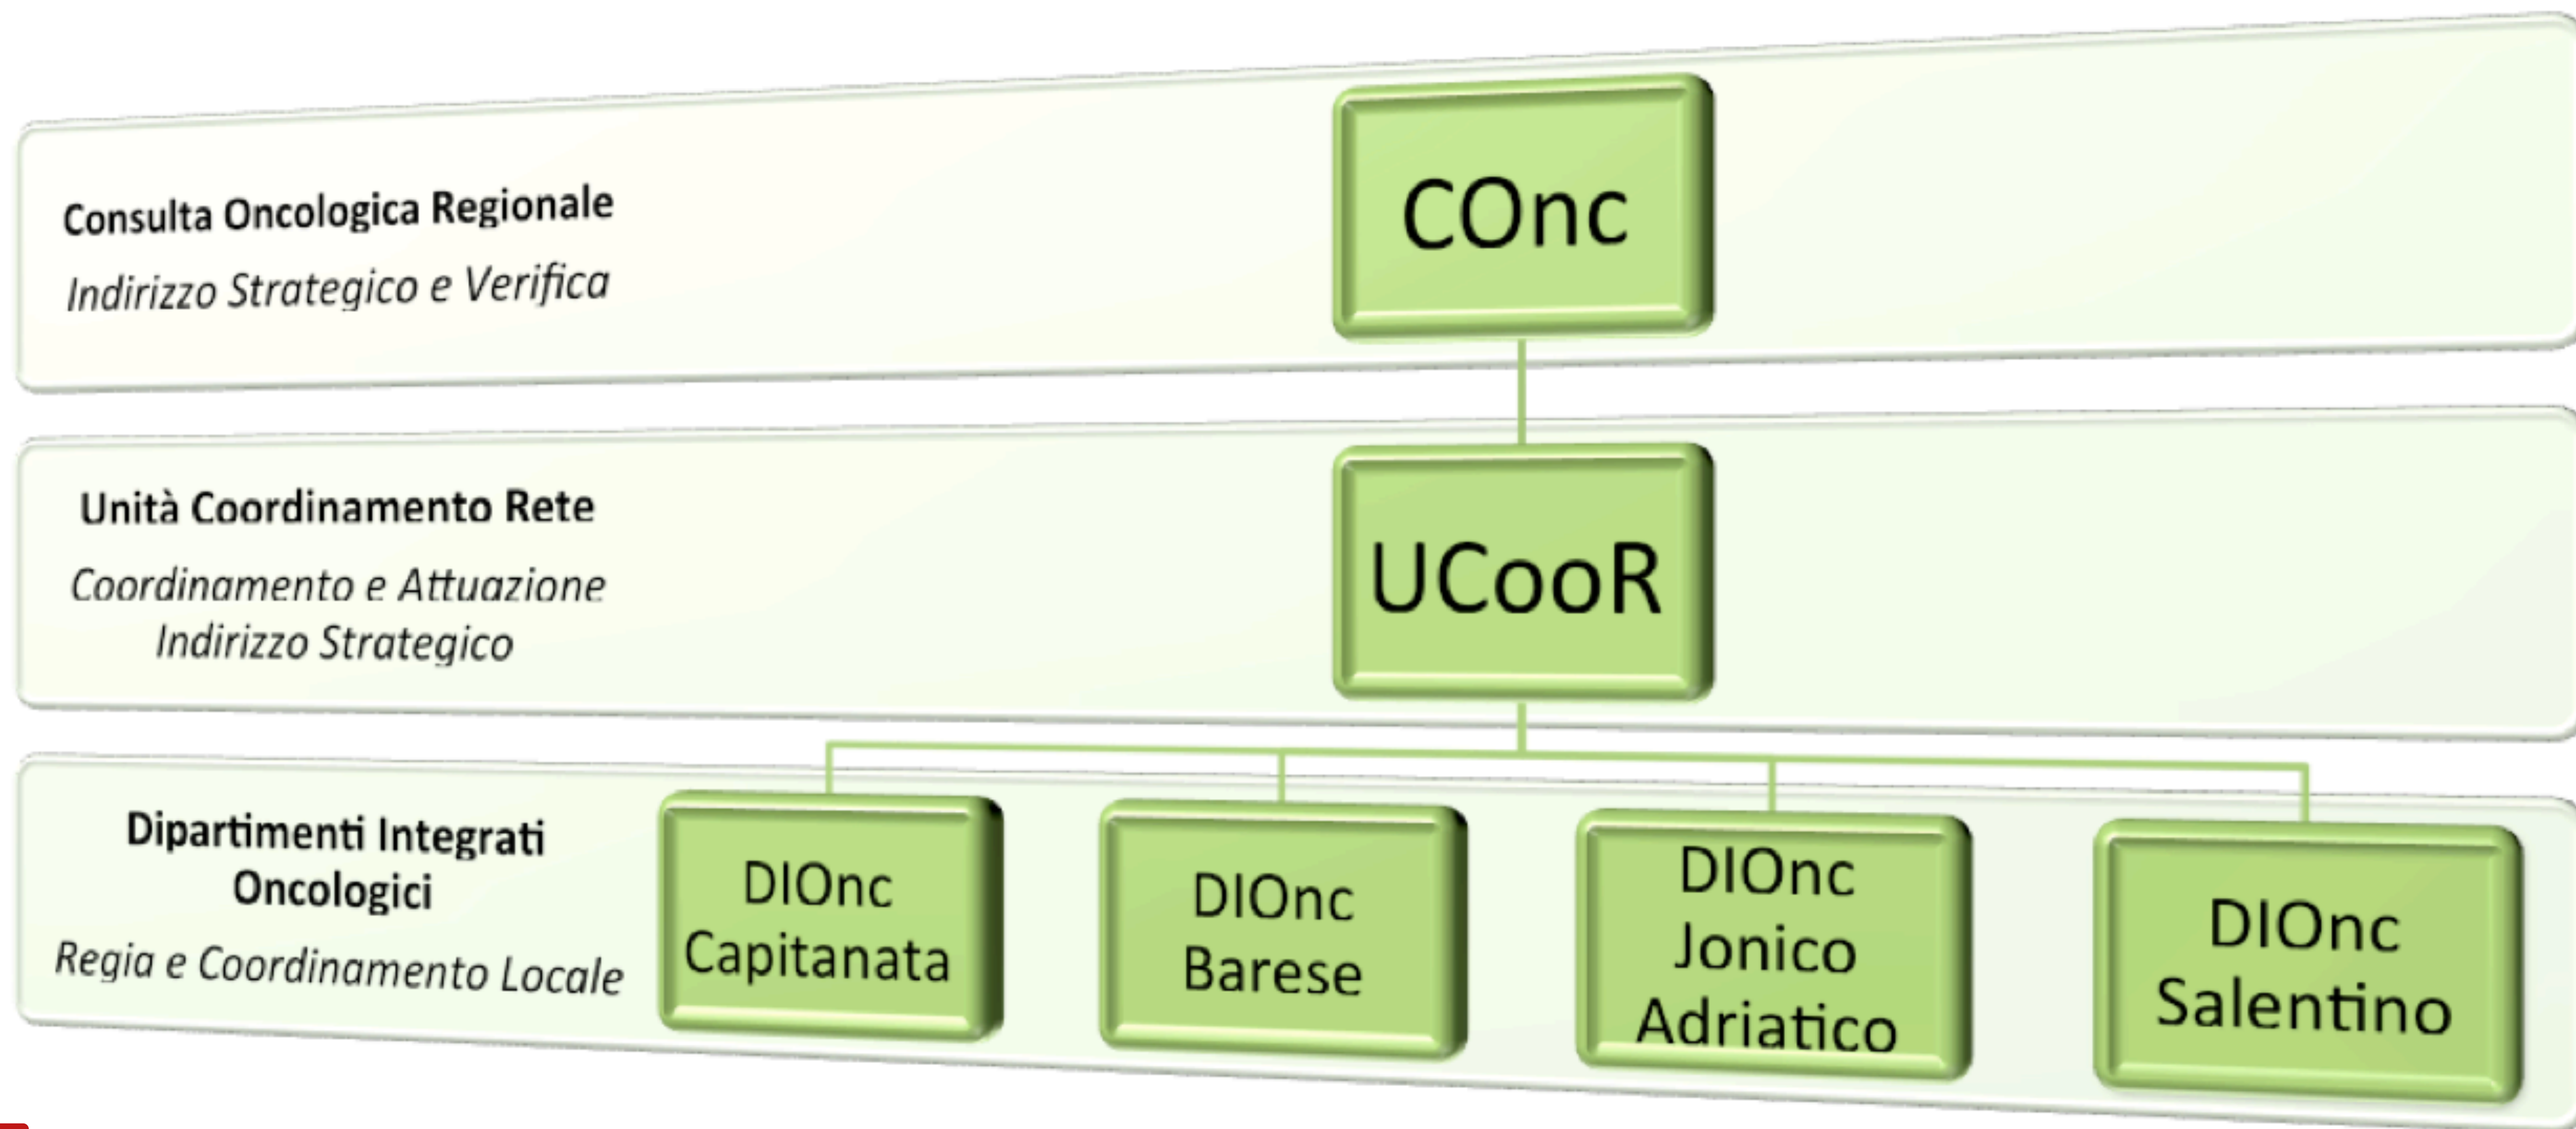 Consulta Oncologica Regionale
Indirizzo Strategico e Verifica
COnc
Unità Coordinamento Rete
Coordinamento e Attuazione
Indirizzo Strategico
UCooR
Dipartimenti Integrati
Oncologici
Regia e Coordinamento Locale
DIOnc
Capitanata
DIOnc
Barese
DIOnc
Jonico
Adriatico
DIOnc
Salentino